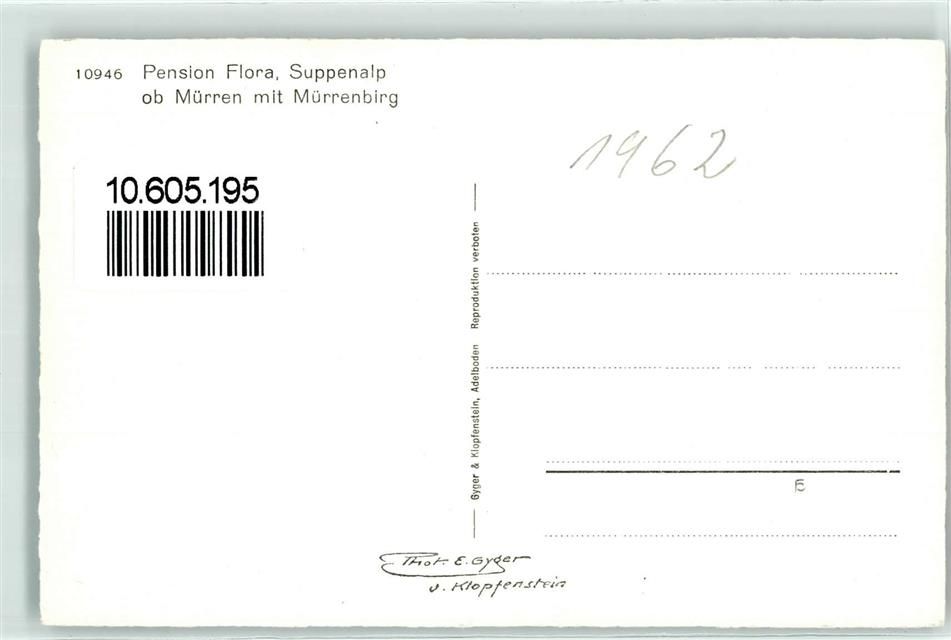 10946 Pension Flora, Suppenalp
ob Mürren mit Mürrenbirg
1962
10.605.195
Gyger & Klopfenstein, Adelboden Reproduktion verboten
Phot. E. Gyger
u. Klopfenstein